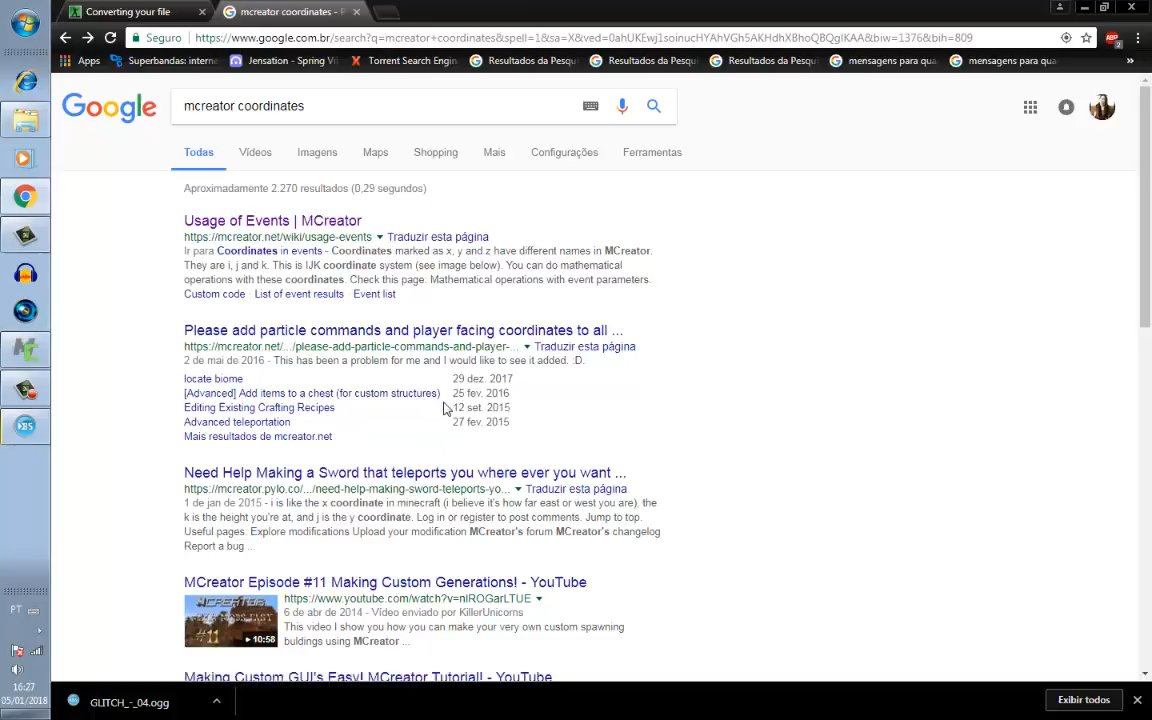 Converting your file
mcreator coordinates - P
Seguro
https://www.google.com.br/search?q=mcreator+coordinates&spell=1&sa=X&ved=0ahUKEwj1soinucHYAhVGh5AKHdhXBhoQBQgIKAA&biw=1376&bih=809
Apps
Superbandas: intern
Jensation - Spring Vi
Torrent Search Engin
Resultados da Pesqu
Resultados da Pesqu
Resultados da Pesqu
mensagens para qua
mensagens para qua
»
Google
mcreator coordinates
Todas
Vídeos
Imagens
Maps
Shopping
Mais
Configurações
Ferramentas
Aproximadamente 2.270 resultados (0,29 segundos)
Usage of Events | MCreator
https://mcreator.net/wiki/usage-events Traduzir esta página
Ir para Coordinates in events - Coordinates marked as x, y and z have different names in MCreator.
They are i, j and k. This is IJK coordinate system (see image below). You can do mathematical
operations with these coordinates. Check this page: Mathematical operations with event parameters.
Custom code · List of event results · Event list
Please add particle commands and player facing coordinates to all ...
https://mcreator.net/.../please-add-particle-commands-and-player-... Traduzir esta página
2 de mai de 2016 - This has been a problem for me and I would like to see it added. :D.
locate biome 29 dez. 2017
[Advanced] Add items to a chest (for custom structures) 25 fev. 2016
Editing Existing Crafting Recipes 12 set. 2015
Advanced teleportation 27 fev. 2015
Mais resultados de mcreator.net
Need Help Making a Sword that teleports you where ever you want ...
https://mcreator.pylo.co/.../need-help-making-sword-teleports-yo... Traduzir esta página
1 de jan de 2015 - i is like the x coordinate in minecraft (i believe it's how far east or west you are), the
k is the height you're at, and j is the y coordinate. Log in or register to post comments. Jump to top.
Useful pages. Explore modifications Upload your modification MCreator's forum MCreator's changelog
Report a bug ...
MCreator Episode #11 Making Custom Generations! - YouTube
https://www.youtube.com/watch?v=nlROGarLTUE
6 de abr de 2014 - Vídeo enviado por KillerUnicorns
This video I show you how you can make your very own custom spawning
buldings using MCreator ...
MCREATOR
#11
10:58
Making Custom GUI's Easy! MCreator Tutorial! - YouTube
PT
16:27
05/01/2018
GLITCH_-_04.ogg
Exibir todos